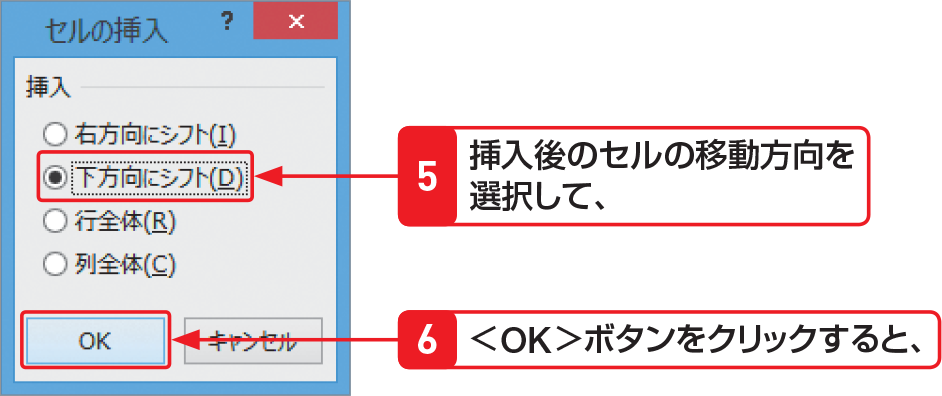 セルの挿入 ? ×
挿入
右方向にシフト(I)
下方向にシフト(D)
行全体(R)
列全体(C)
OK キャンセル
5 挿入後のセルの移動方向を
選択して、
6 <OK>ボタンをクリックすると、